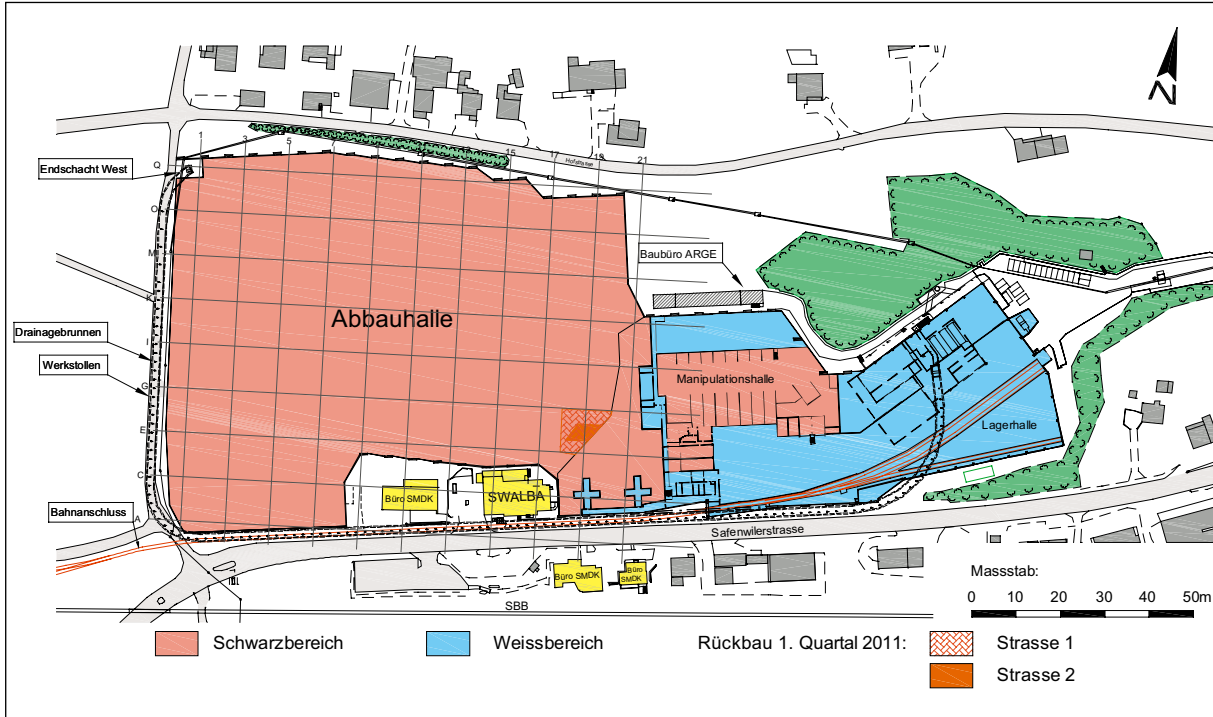 N
Hofstrasse
1
3
5
7
15
17
19
21
Endschacht West
Q
O
M
K
I
G
E
C
A
Baubüro ARGE
Abbauhalle
Drainagebrunnen
Werkstollen
Manipulationshalle
Lagerhalle
Büro SMDK
SWALBA
Bahnanschluss
Safenwilerstrasse
Büro SMDK
Büro
SMDK
SBB
Massstab:
0 10 20 30 40 50m
Schwarzbereich
Weissbereich
Rückbau 1. Quartal 2011:
Strasse 1
Strasse 2